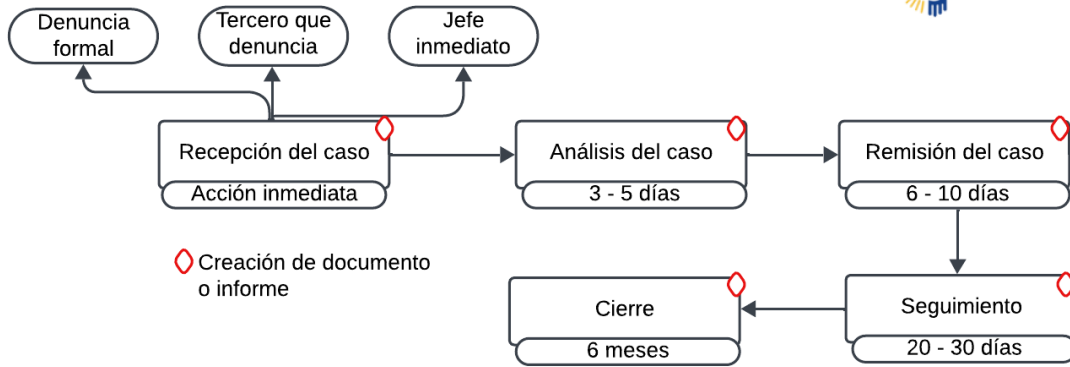 Denuncia
formal
Tercero que
denuncia
Jefe
inmediato
Recepción del caso
Acción inmediata
Análisis del caso
3 - 5 días
Remisión del caso
6 - 10 días
Creación de documento
o informe
Cierre
6 meses
Seguimiento
20 - 30 días